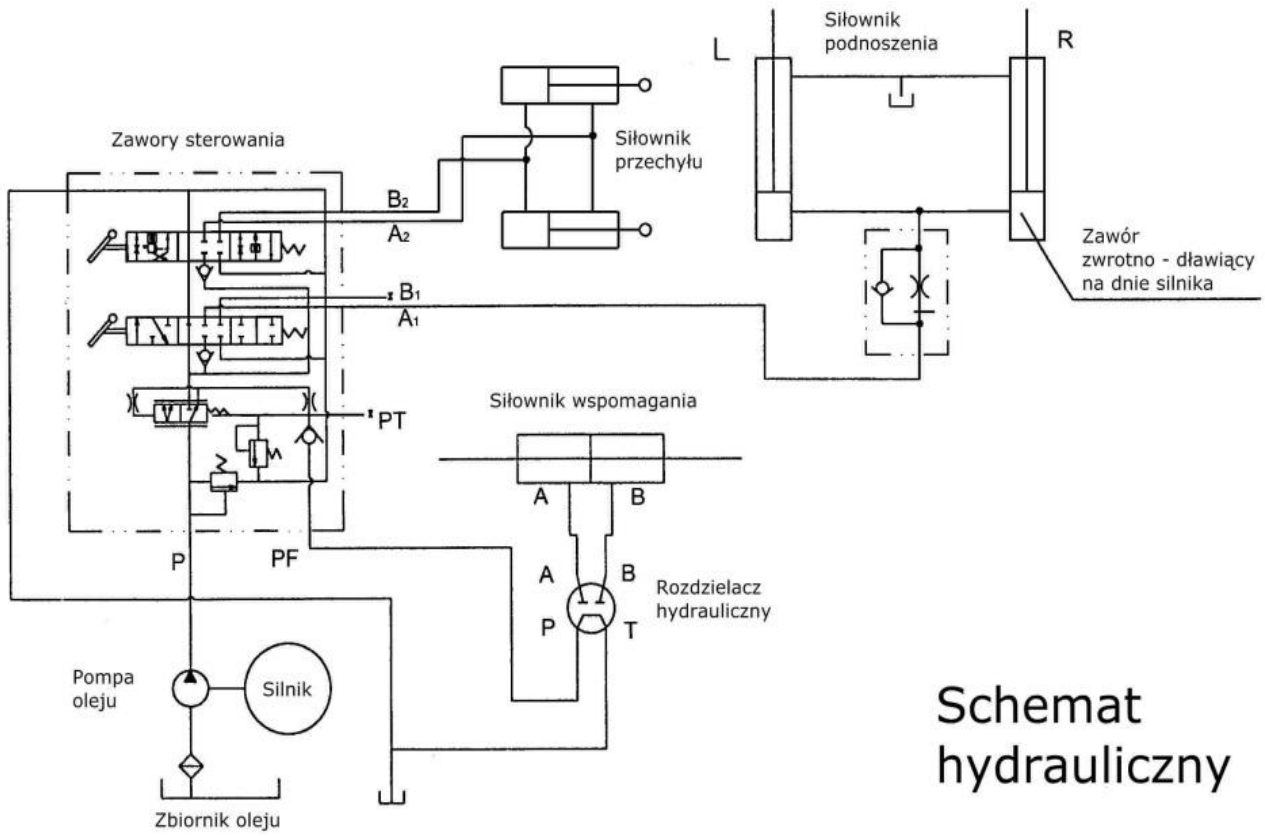 Siłownik
podnoszenia
L
R
Zawory sterowania
Siłownik
przechyłu
B2
A2
Zawór
zwrotno - dławiący
na dnie silnika
B1
A1
Siłownik wspomagania
PT
A
B
P
PF
A
B
Rozdzielacz
hydrauliczny
P
T
Pompa
oleju
Silnik
Schemat
hydrauliczny
Zbiornik oleju